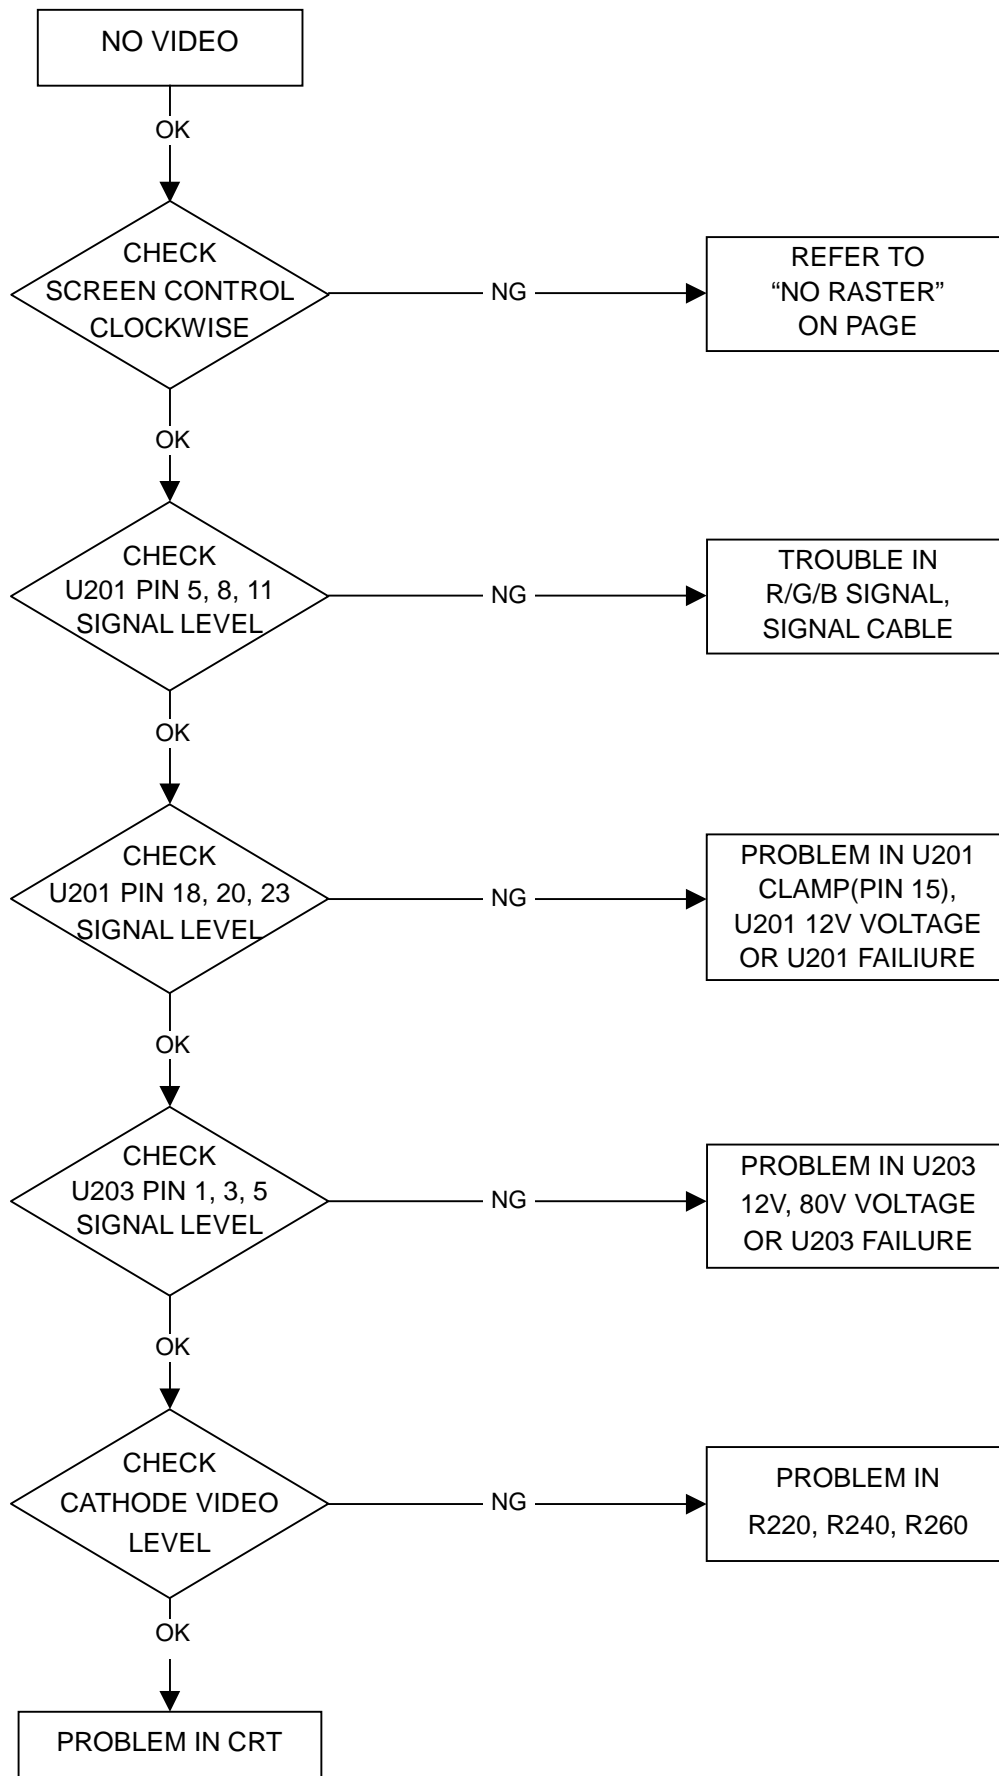 NO VIDEO
OK
CHECK
SCREEN CONTROL
CLOCKWISE
NG
REFER TO
“NO RASTER”
ON PAGE
OK
CHECK
U201 PIN 5, 8, 11
SIGNAL LEVEL
NG
TROUBLE IN
R/G/B SIGNAL,
SIGNAL CABLE
OK
CHECK
U201 PIN 18, 20, 23
SIGNAL LEVEL
NG
PROBLEM IN U201
CLAMP(PIN 15),
U201 12V VOLTAGE
OR U201 FAILIURE
OK
CHECK
U203 PIN 1, 3, 5
SIGNAL LEVEL
NG
PROBLEM IN U203
12V, 80V VOLTAGE
OR U203 FAILURE
OK
CHECK
CATHODE VIDEO
LEVEL
NG
PROBLEM IN
R220, R240, R260
OK
PROBLEM IN CRT